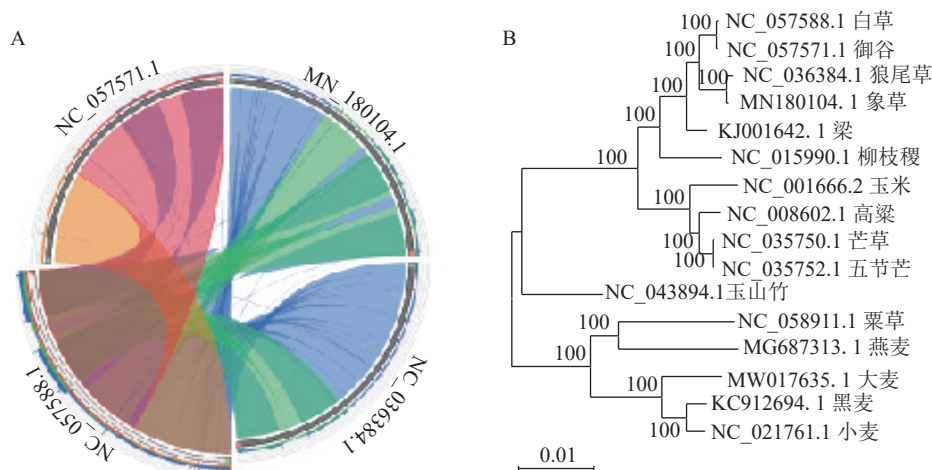 A
NC_057571.1
MN_180104.1
NC_057588.1
NC_036384.1
B
100 NC_057588.1 白草
100
NC_057571.1 御谷
100
100 NC_036384.1 狼尾草
MN180104. 1 象草
100
KJ001642. 1 梁
100
NC_015990.1 柳枝稷
100 NC_001666.2 玉米
NC_008602.1 高粱
100
NC_035750.1 芒草
100
NC_035752.1 五节芒
NC_043894.1玉山竹
100
NC_058911.1 粟草
100
MG687313. 1 燕麦
100
MW017635. 1 大麦
KC912694. 1 黑麦
100
NC_021761.1 小麦
0.01